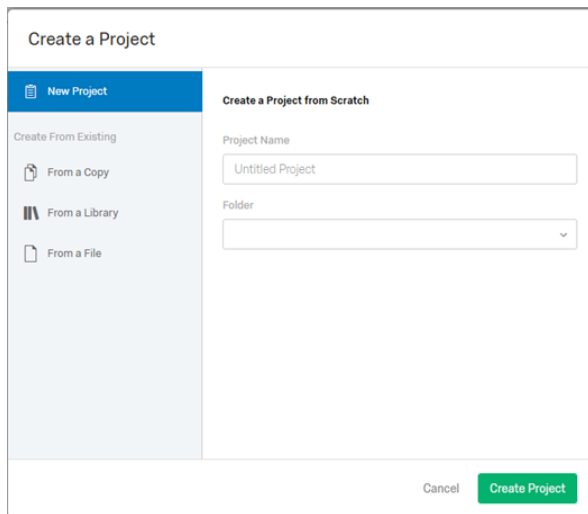 Create a Project
New Project
Create From Existing
From a Copy
From a Library
From a File
Create a Project from Scratch
Project Name
Untitled Project
Folder
Cancel
Create Project